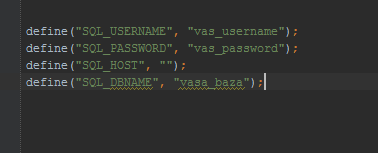 define("SQL_USERNAME", "vas_username");
define("SQL_PASSWORD", "vas_password");
define("SQL_HOST", "");
define("SQL_DBNAME", "vasa_baza");